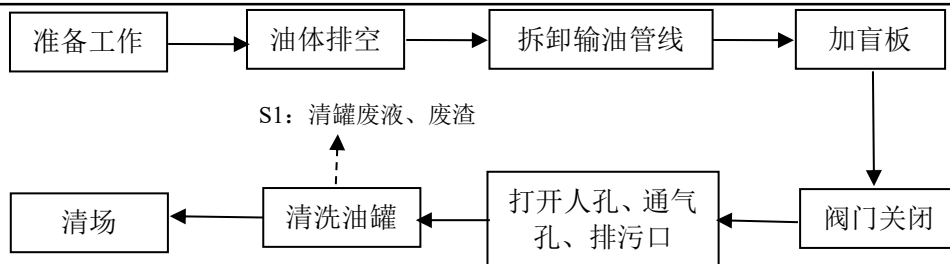 准备工作
油体排空
拆卸输油管线
加盲板
S1：清罐废液、废渣
清场
清洗油罐
打开人孔、通气
孔、排污口
阀门关闭